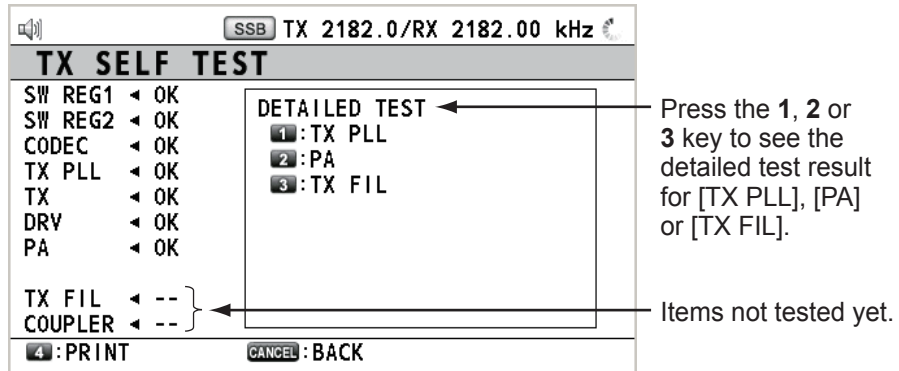 SSB TX 2182.0/RX 2182.00 kHz
TX SELF TEST
SW REG1 ◄ OK
SW REG2 ◄ OK
CODEC ◄ OK
TX PLL ◄ OK
TX ◄ OK
DRV ◄ OK
PA ◄ OK
TX FIL ◄ --
COUPLER ◄ --
DETAILED TEST
1:TX PLL
2:PA
3:TX FIL
4:PRINT
CANCEL:BACK
Press the 1, 2 or
3 key to see the
detailed test result
for [TX PLL], [PA]
or [TX FIL].
Items not tested yet.